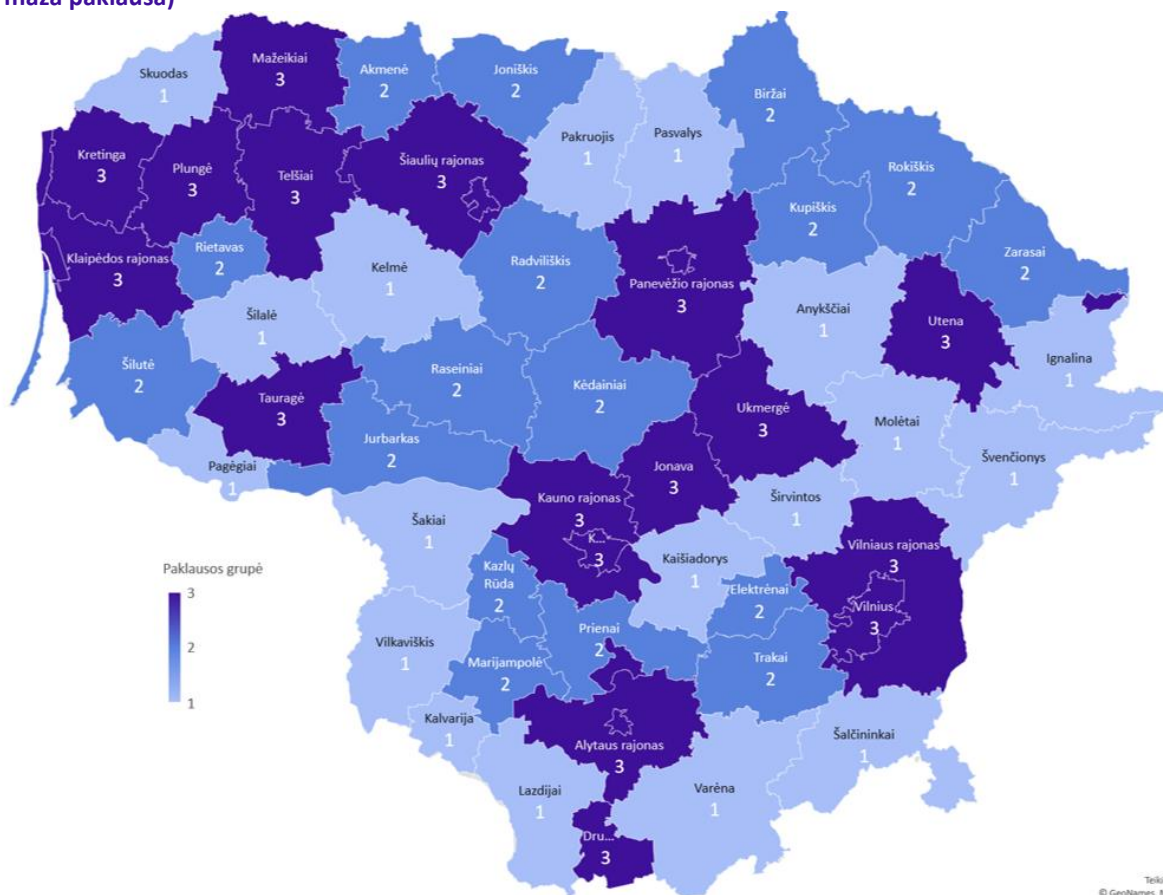 maža paklausa)
Mažeikiai
3
Skuodas
1
Akmenė
2
Joniškis
2
Biržai
2
Pakruojis
1
Pasvalys
1
Kretinga
3
Plungė
3
Telšiai
3
Šiaulių rajonas
3
Rokiškis
2
Kupiškis
2
Klaipėdos rajonas
3
Rietavas
2
Kelmė
1
Radviliškis
2
Panevėžio rajonas
3
Zarasai
2
Anykščiai
1
Utena
3
Šilalė
1
Ignalina
1
Šilutė
2
Tauragė
3
Raseiniai
2
Kėdainiai
2
Ukmergė
3
Molėtai
1
Jurbarkas
2
Švenčionys
1
Pagėgiai
1
Jonava
3
Širvintos
1
Kauno rajonas
3
K...
3
Šakiai
1
Kaišiadorys
1
Vilniaus rajonas
3
Paklausos grupė
3
2
1
Kazlų
Rūda
2
Elektrėnai
2
Vilnius
3
Vilkaviškis
1
Prienai
2
Marijampolė
2
Trakai
2
Kalvarija
1
Alytaus rajonas
3
Šalčininkai
1
Lazdijai
1
Varėna
1
Dru...
3
© GeoNames,